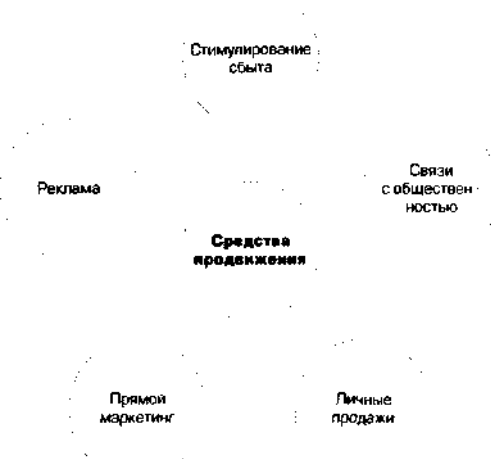 Стимулирование
сбыта
Реклама
Связи
с обществен-
ностью
Средства
продвижения
Прямой
маркетинг
Личные
продажи